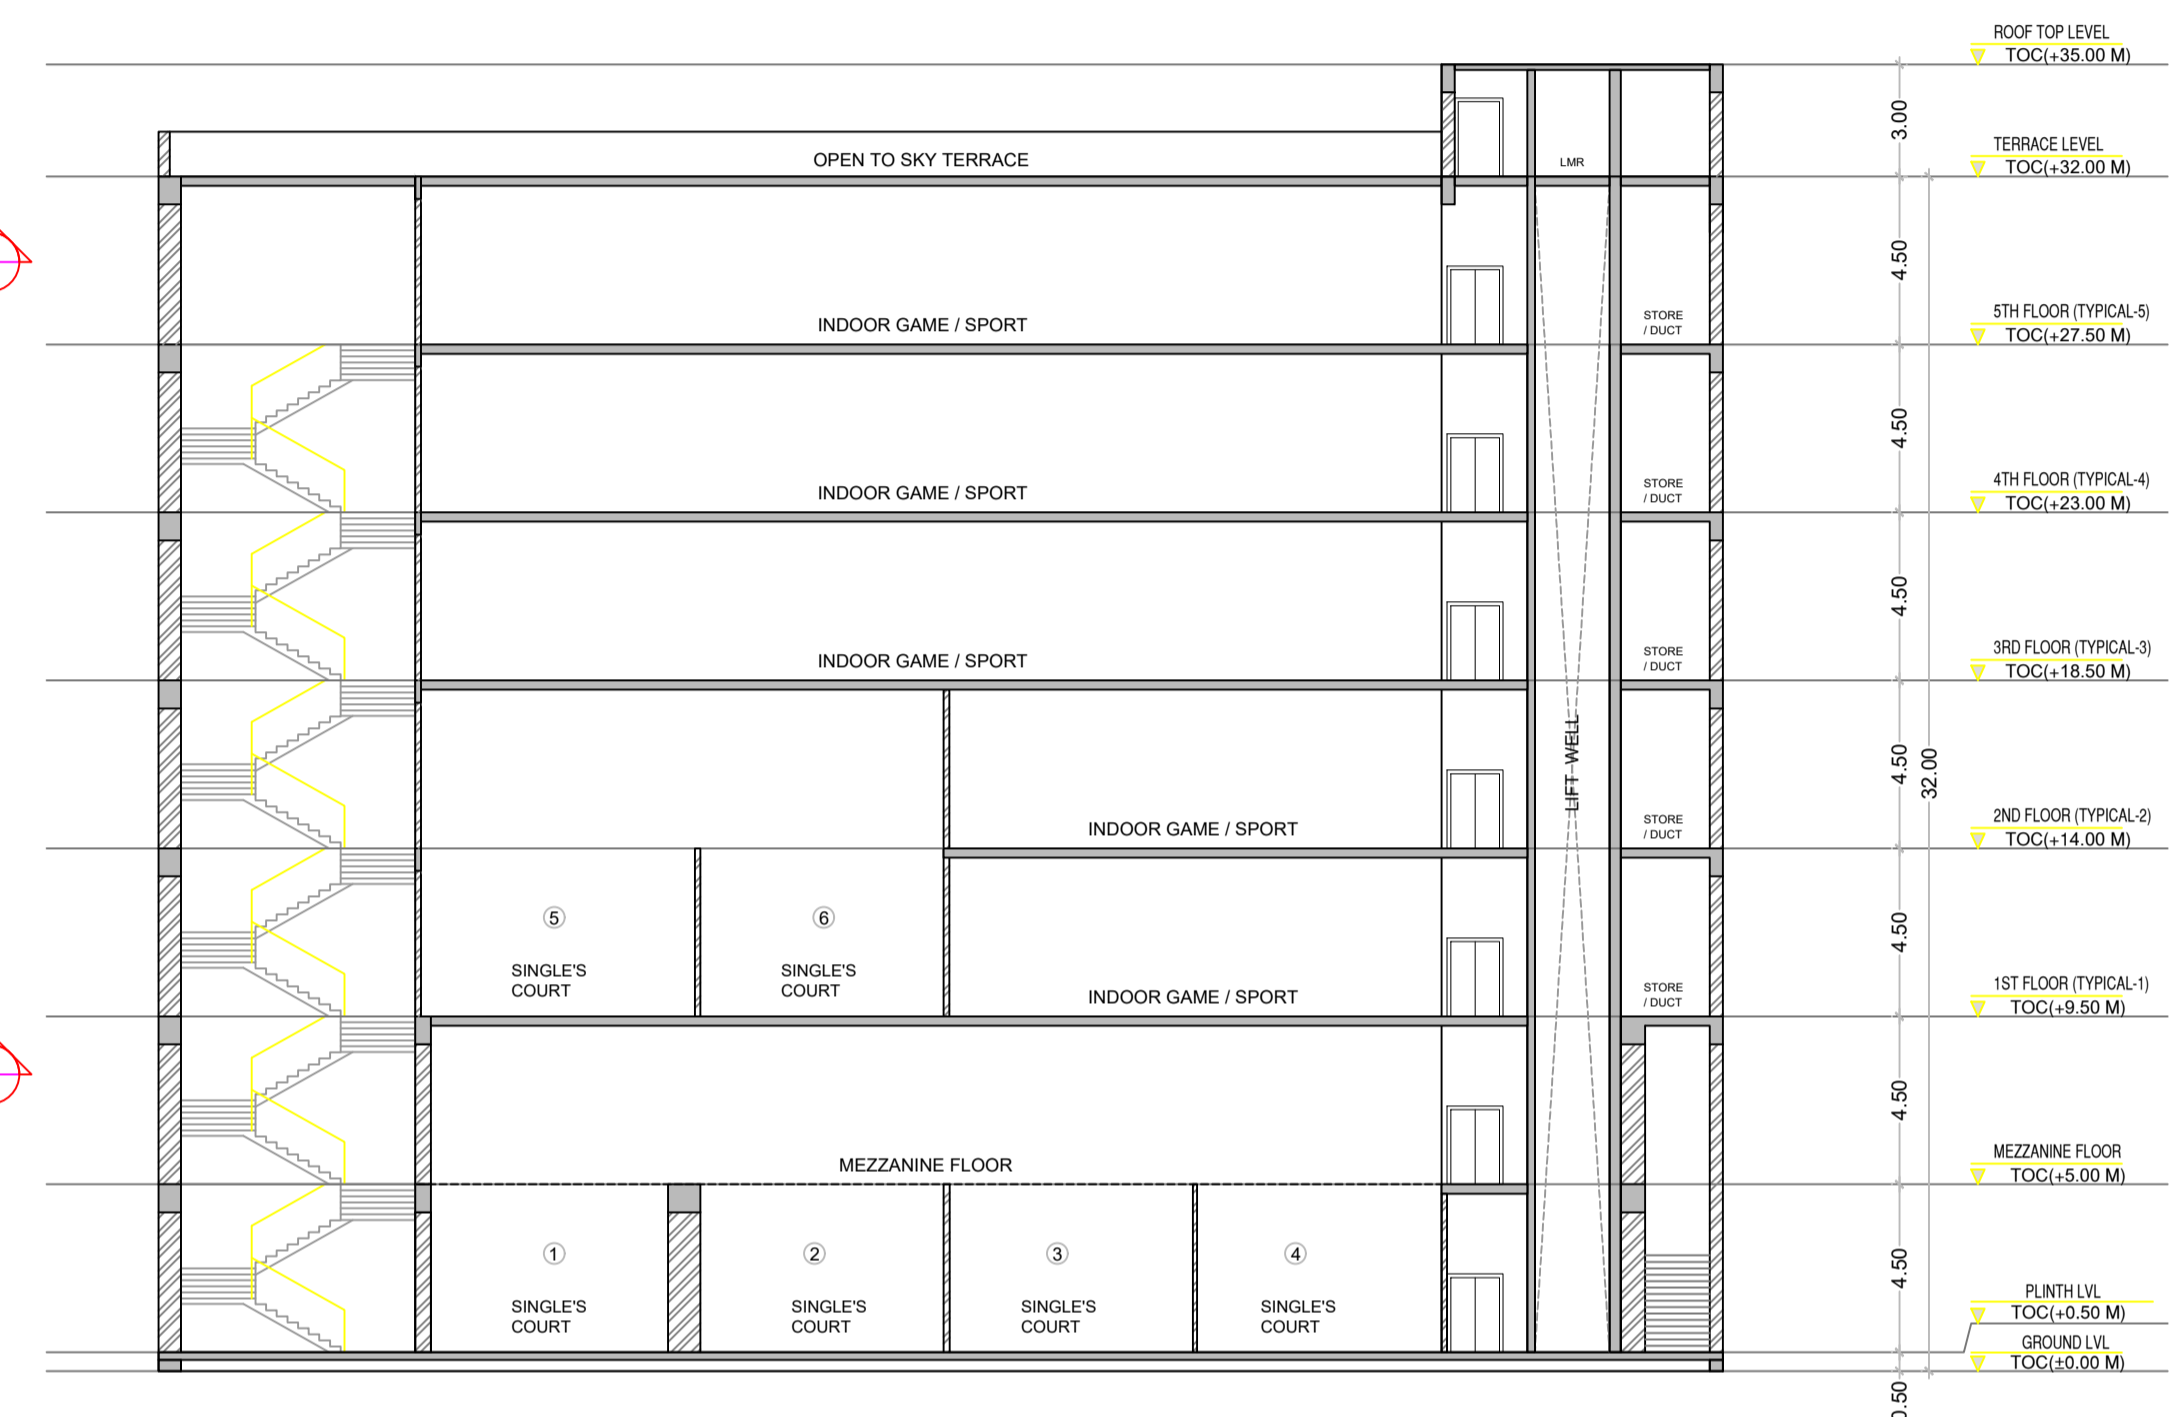 ROOF TOP LEVEL
TOC(+35.00 M)
3.00
OPEN TO SKY TERRACE
LMR
TERRACE LEVEL
TOC(+32.00 M)
4.50
INDOOR GAME / SPORT
STORE
/ DUCT
5TH FLOOR (TYPICAL-5)
TOC(+27.50 M)
4.50
INDOOR GAME / SPORT
STORE
/ DUCT
4TH FLOOR (TYPICAL-4)
TOC(+23.00 M)
4.50
INDOOR GAME / SPORT
STORE
/ DUCT
3RD FLOOR (TYPICAL-3)
TOC(+18.50 M)
LIFT WELL
4.50
32.00
INDOOR GAME / SPORT
STORE
/ DUCT
2ND FLOOR (TYPICAL-2)
TOC(+14.00 M)
5
6
4.50
SINGLE'S
COURT
SINGLE'S
COURT
INDOOR GAME / SPORT
STORE
/ DUCT
1ST FLOOR (TYPICAL-1)
TOC(+9.50 M)
4.50
MEZZANINE FLOOR
MEZZANINE FLOOR
TOC(+5.00 M)
1
2
3
4
4.50
SINGLE'S
COURT
SINGLE'S
COURT
SINGLE'S
COURT
SINGLE'S
COURT
PLINTH LVL
TOC(+0.50 M)
GROUND LVL
TOC(±0.00 M)
0.50